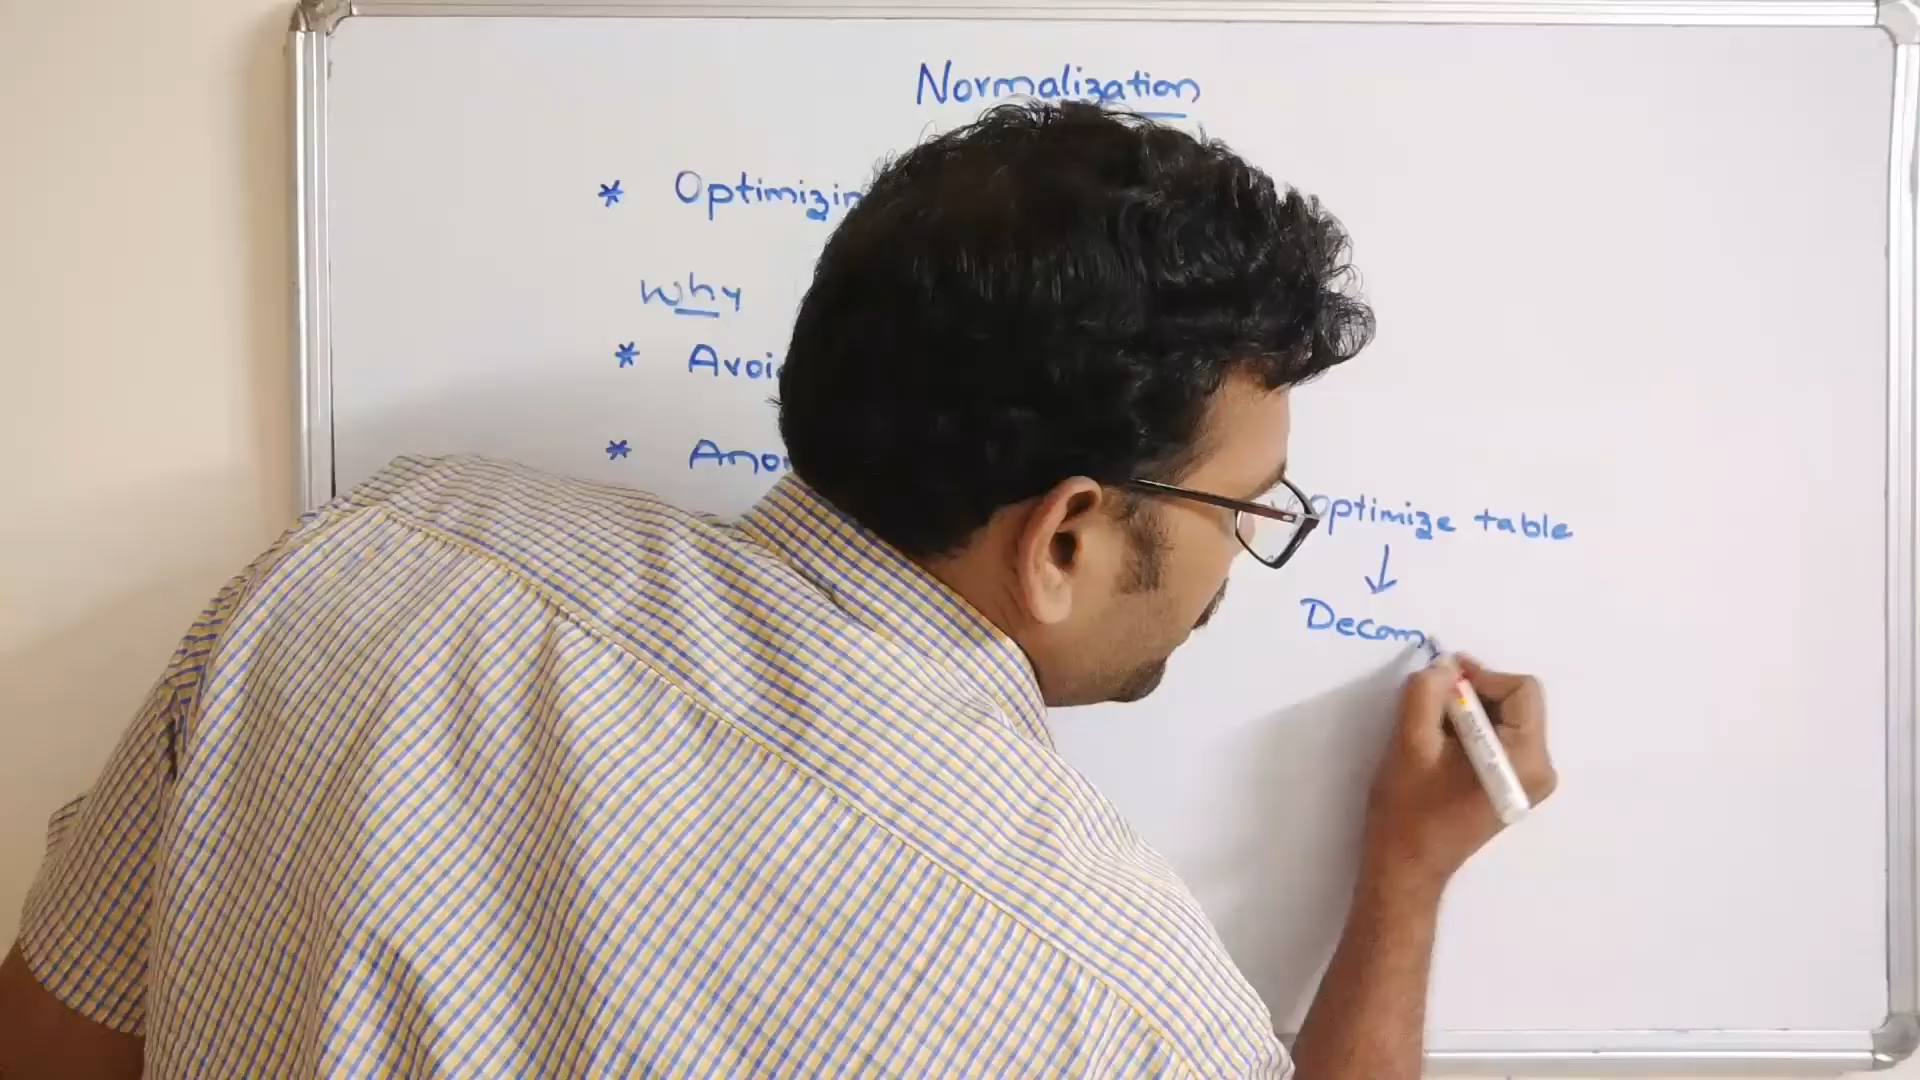 Normalization
* Optimizin
Why
* Avoi
* Ano
optimize table
↓
Decom